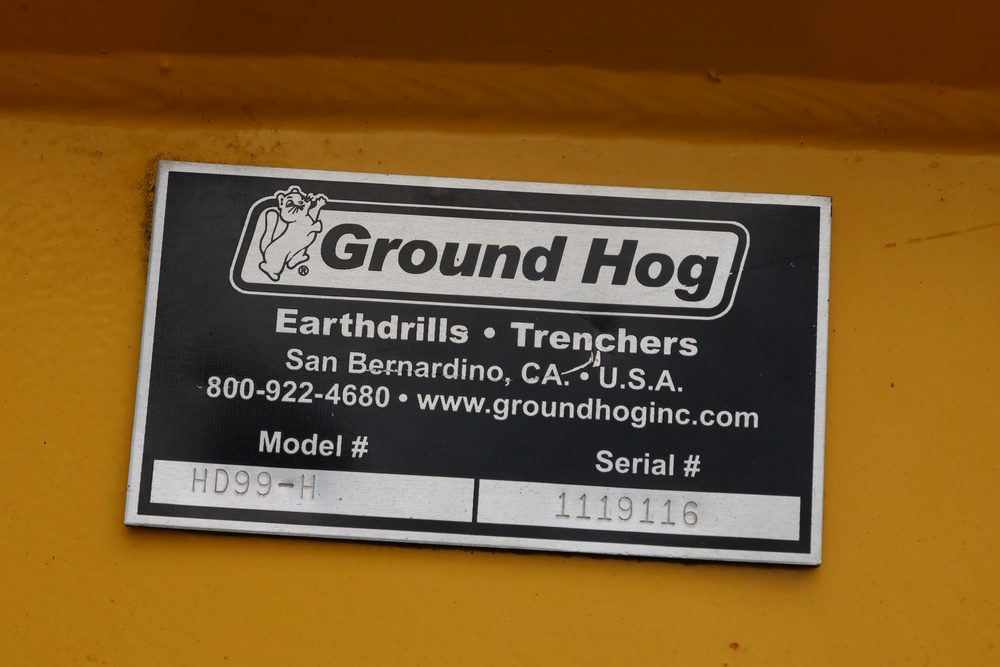 Ground Hog
®
Earthdrills • Trenchers
San Bernardino, CA. • U.S.A.
800-922-4680 • www.groundhoginc.com
Model # Serial #
HD99-H 1119116